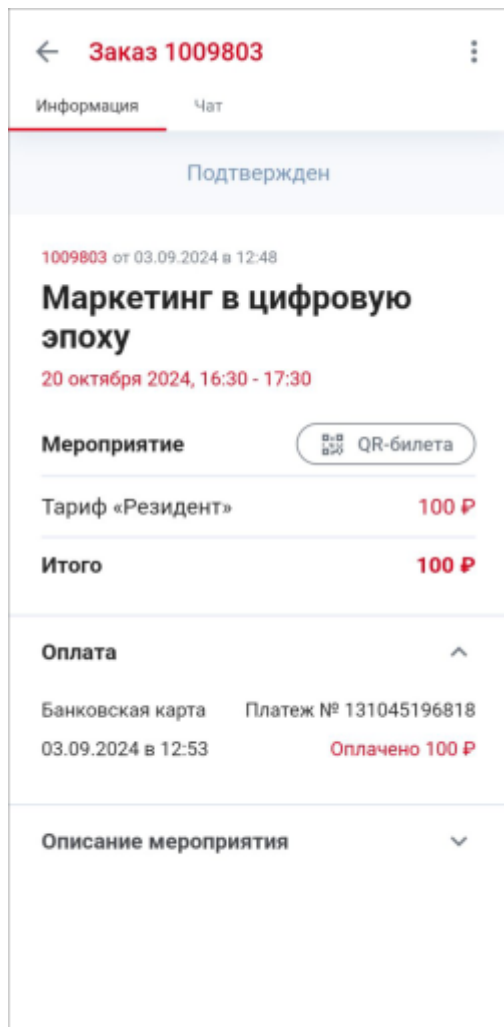 Заказ 1009803
Информация Чат
Подтвержден
1009803 от 03.09.2024 в 12:48
Маркетинг в цифровую
эпоху
20 октября 2024, 16:30 - 17:30
Мероприятие QR-билета
Тариф «Резидент» 100 ₽
Итого 100 ₽
Оплата
Банковская карта Платеж № 131045196818
03.09.2024 в 12:53 Оплачено 100 ₽
Описание мероприятия